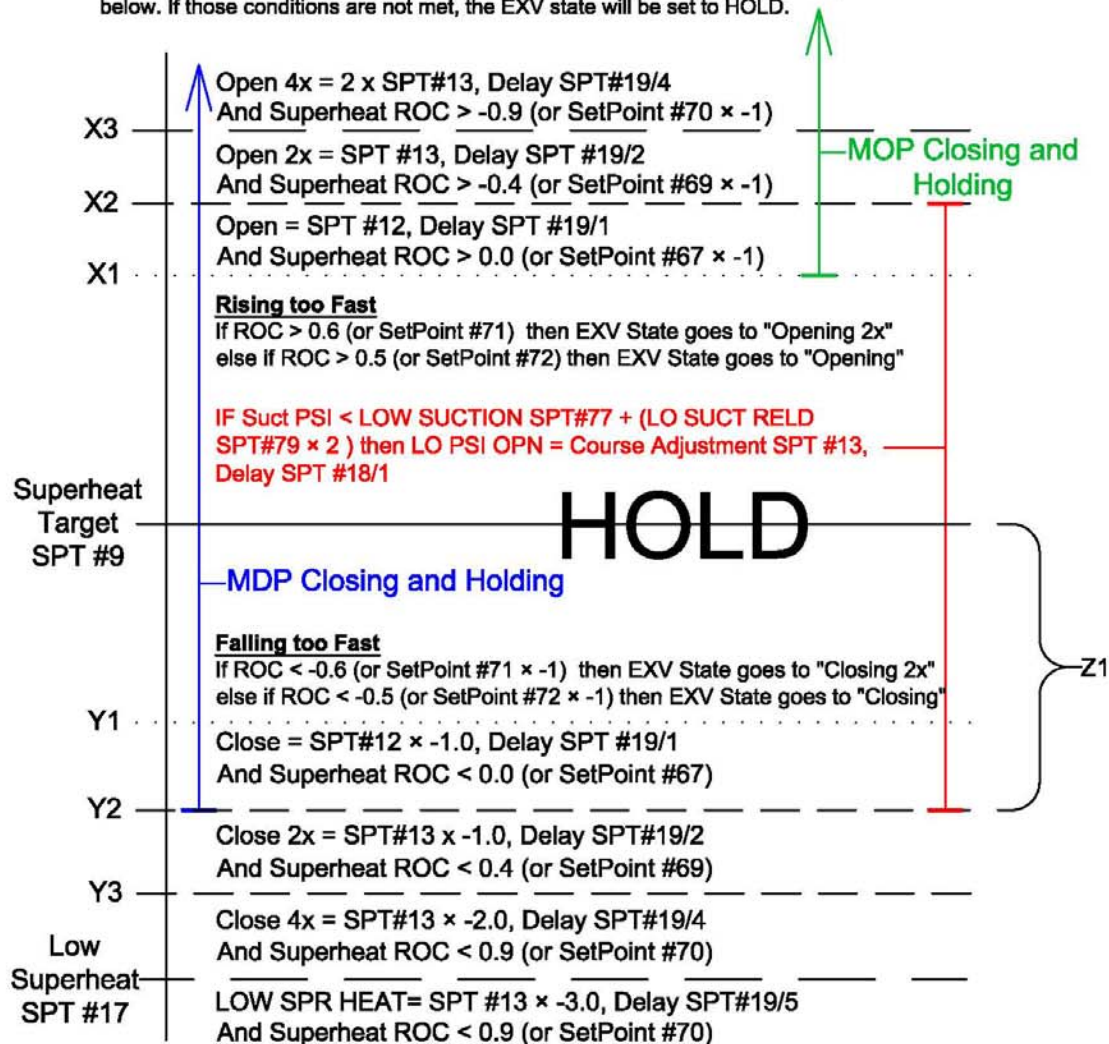 below. If those conditions are not met, the EXV state will be set to HOLD.
Open 4x = 2 x SPT#13, Delay SPT#19/4
And Superheat ROC > -0.9 (or SetPoint #70 × -1)
X3
Open 2x = SPT #13, Delay SPT #19/2
And Superheat ROC > -0.4 (or SetPoint #69 × -1)
MOP Closing and
Holding
X2
Open = SPT #12, Delay SPT #19/1
And Superheat ROC > 0.0 (or SetPoint #67 × -1)
X1
Rising too Fast
If ROC > 0.6 (or SetPoint #71) then EXV State goes to "Opening 2x"
else if ROC > 0.5 (or SetPoint #72) then EXV State goes to "Opening"
IF Suct PSI < LOW SUCTION SPT#77 + (LO SUCT RELD
SPT#79 × 2 ) then LO PSI OPN = Course Adjustment SPT #13,
Delay SPT #18/1
Superheat
Target
SPT #9
HOLD
MDP Closing and Holding
Falling too Fast
If ROC < -0.6 (or SetPoint #71 × -1) then EXV State goes to "Closing 2x"
else if ROC < -0.5 (or SetPoint #72 × -1) then EXV State goes to "Closing"
Z1
Y1
Close = SPT#12 × -1.0, Delay SPT #19/1
And Superheat ROC < 0.0 (or SetPoint #67)
Y2
Close 2x = SPT#13 x -1.0, Delay SPT#19/2
And Superheat ROC < 0.4 (or SetPoint #69)
Y3
Close 4x = SPT#13 × -2.0, Delay SPT#19/4
And Superheat ROC < 0.9 (or SetPoint #70)
Low
Superheat
SPT #17
LOW SPR HEAT= SPT #13 × -3.0, Delay SPT#19/5
And Superheat ROC < 0.9 (or SetPoint #70)